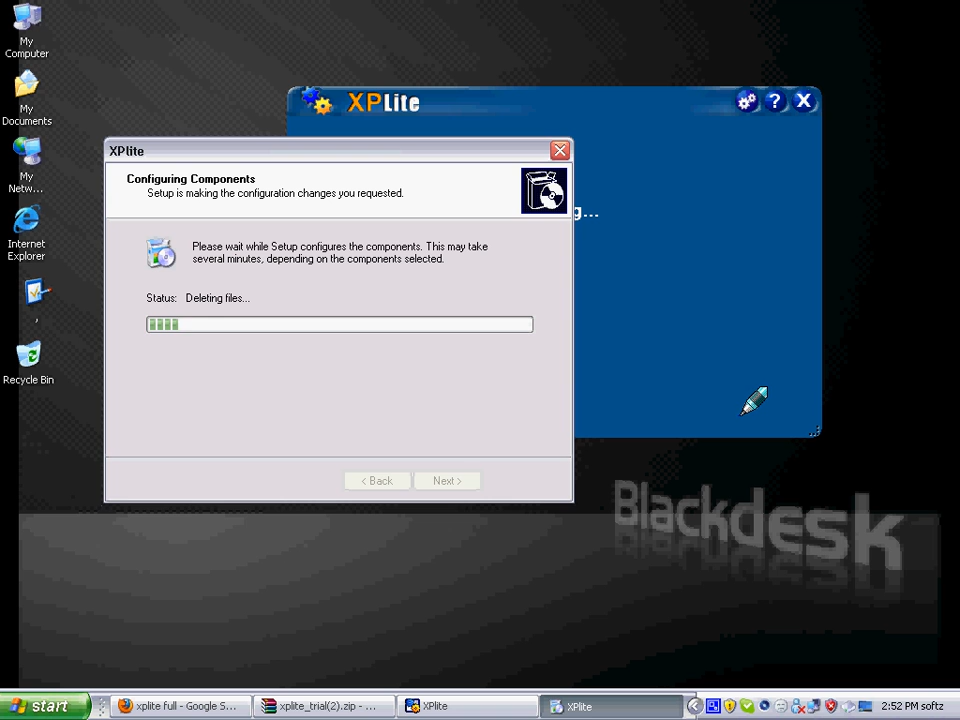 My
Computer
My
Documents
My
Netw...
Internet
Explorer
,
Recycle Bin
XPLite
?
X
g...
XPlite
Configuring Components
Setup is making the configuration changes you requested.
Please wait while Setup configures the components. This may take
several minutes, depending on the components selected.
Status: Deleting files...
< Back
Next >
Blackdesk
start
xplite full - Google S...
xplite_trial(2).zip - ...
XPlite
XPlite
2:52 PM softz